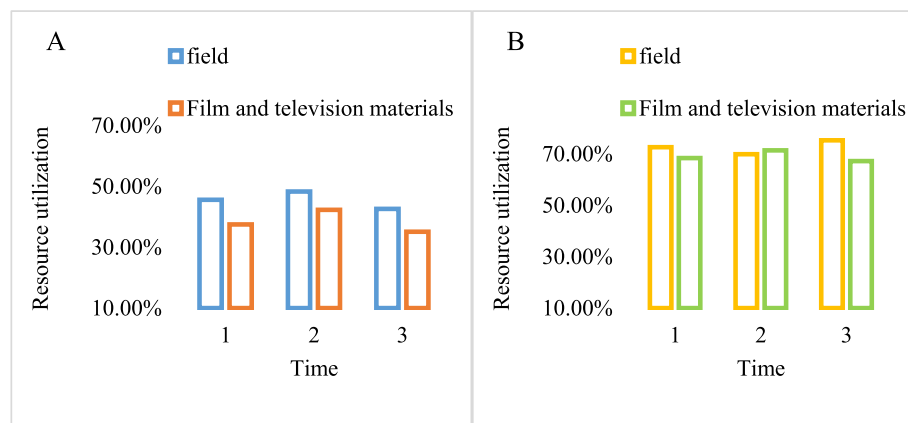 A
field
Film and television materials
70.00%
50.00%
30.00%
10.00%
Resource utilization
1 2 3
Time
B
field
Film and television materials
70.00%
50.00%
30.00%
10.00%
Resource utilization
1 2 3
Time